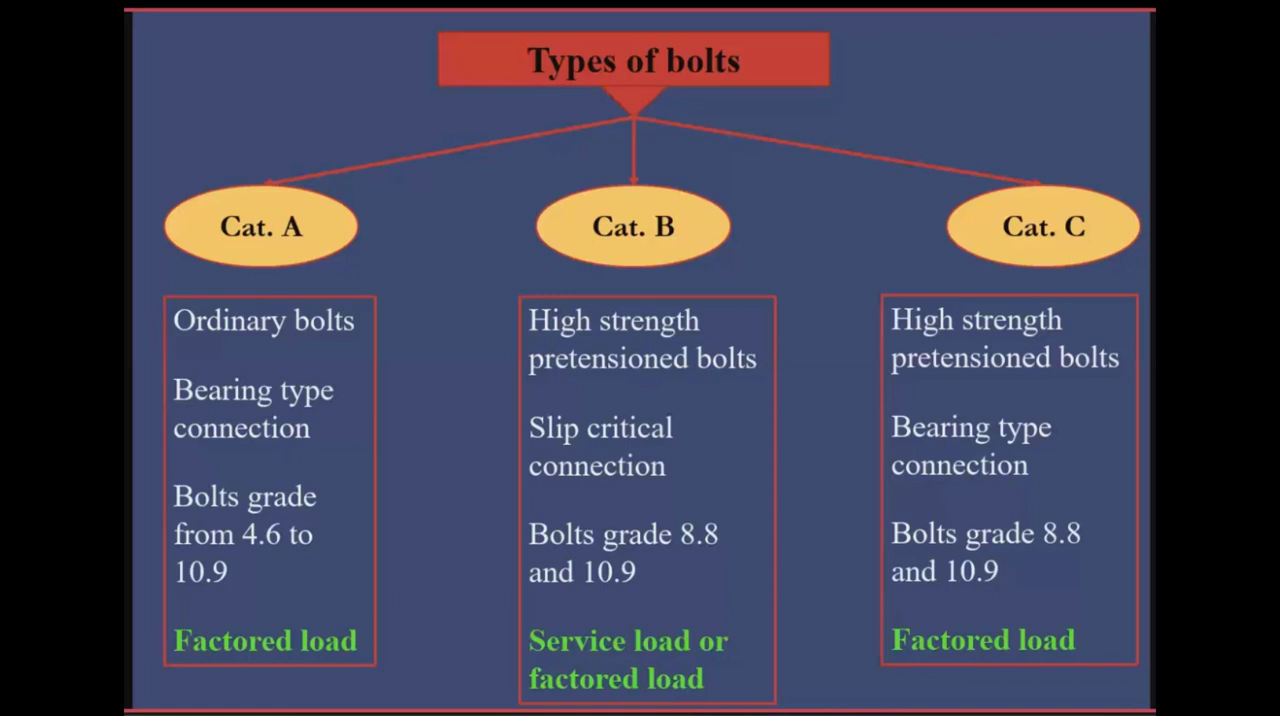 Types of bolts
Cat. A
Cat. B
Cat. C
Ordinary bolts
Bearing type
connection
Bolts grade
from 4.6 to
10.9
Factored load
High strength
pretensioned bolts
Slip critical
connection
Bolts grade 8.8
and 10.9
Service load or
factored load
High strength
pretensioned bolts
Bearing type
connection
Bolts grade 8.8
and 10.9
Factored load